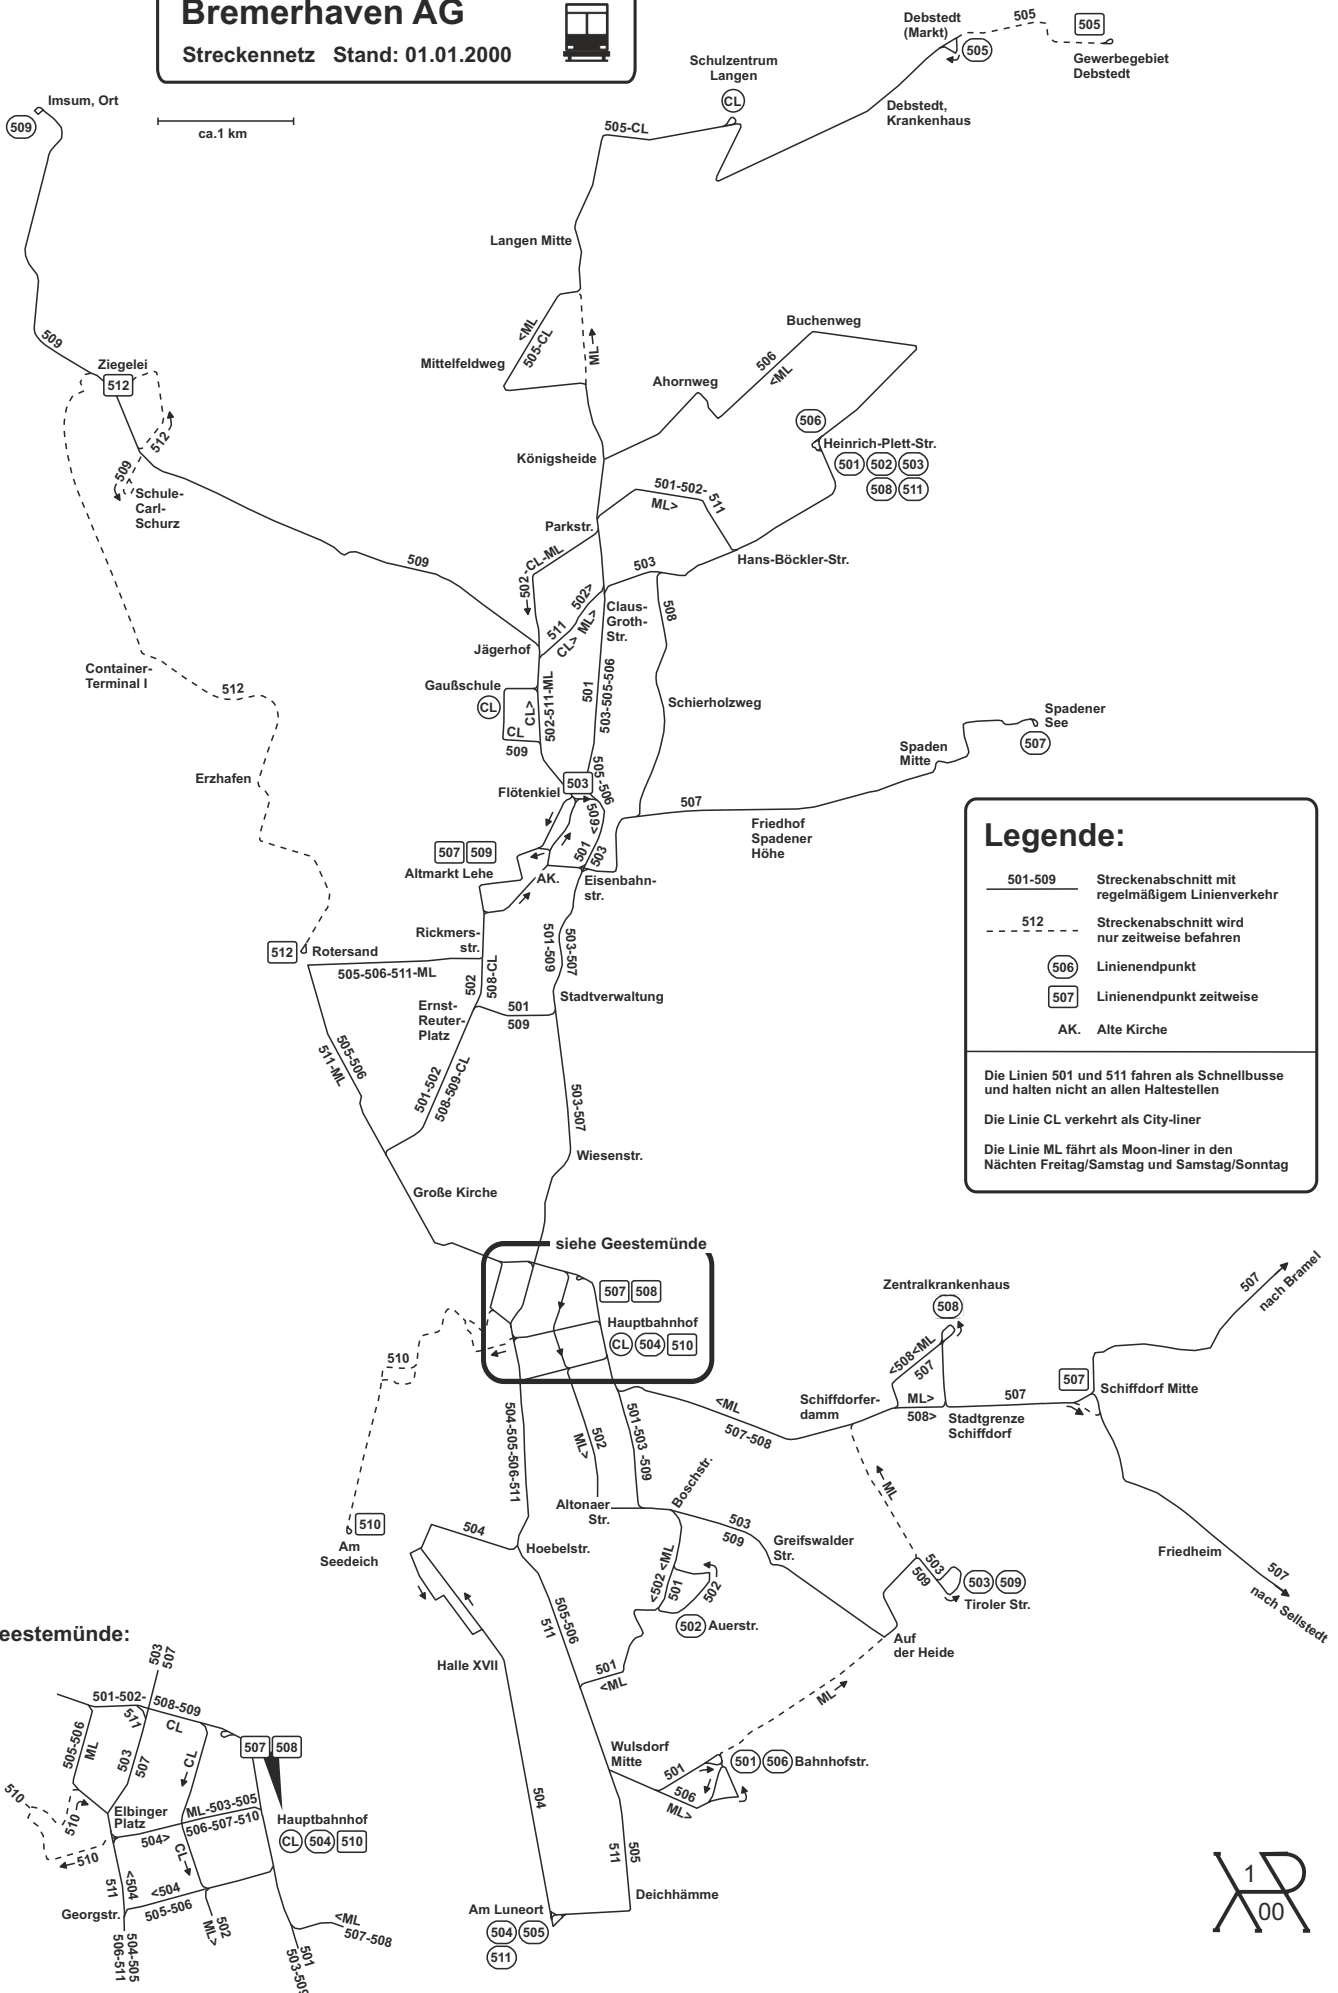 Bremerhaven AG
Streckennetz Stand: 01.01.2000
Debstedt
(Markt)
505
505
505
Gewerbegebiet
Debstedt
Schulzentrum
Langen
CL
Debstedt,
Krankenhaus
Imsum, Ort
509
ca.1 km
505-CL
Langen Mitte
<ML
505-CL
ML
Mittelfeldweg
Buchenweg
506
<ML
Ahornweg
509
Ziegelei
512
512
509
Schule-
Carl-
Schurz
506
Heinrich-Plett-Str.
501 502 503
508 511
Königsheide
501-502-
511
ML>
Parkstr.
Hans-Böckler-Str.
509
502-CL-ML
503
502>
511
CL> ML>
Claus-
Groth-
Str.
508
Jägerhof
Container-
Terminal I
512
Gaußschule
CL
CL>
CL
509
502-511-ML
501
503-505-506
Schierholzweg
Spadener
See
507
Spaden
Mitte
Erzhafen
503
Flötenkiel
505-506
509>
501
503
507
Friedhof
Spadener
Höhe
507 509
Altmarkt Lehe
AK.
Eisenbahn-
str.
Legende:
501-509
Streckenabschnitt mit
regelmäßigem Linienverkehr
512
Streckenabschnitt wird
nur zeitweise befahren
506
Linienendpunkt
507
Linienendpunkt zeitweise
AK. Alte Kirche
Die Linien 501 und 511 fahren als Schnellbusse
und halten nicht an allen Haltestellen
Die Linie CL verkehrt als City-liner
Die Linie ML fährt als Moon-liner in den
Nächten Freitag/Samstag und Samstag/Sonntag
Rickmers-
str.
512
Rotersand
505-506-511-ML
502
508-CL
501-509
503-507
Ernst-
Reuter-
Platz
501
509
Stadtverwaltung
505-506
511-ML
501-502
508-509-CL
503-507
Wiesenstr.
Große Kirche
siehe Geestemünde
507 508
Hauptbahnhof
CL 504 510
510
Zentralkrankenhaus
508
<508<ML
507
ML>
508>
Schiffdorfer-
damm
Stadtgrenze
Schiffdorf
507
507
Schiffdorf Mitte
507
nach Bramel
<ML
507-508
504-505-506-511
502
ML>
501-503 -509
Boschstr.
Altonaer
Str.
503
509
Greifswalder
Str.
ML
510
Am
Seedeich
504
Hoebelstr.
<502 <ML
501
502
502
Auerstr.
503
509
503 509
Tiroler Str.
Friedheim
507
nach Sellstedt
505-506
511
Auf
der Heide
Halle XVII
501
<ML
ML
Wulsdorf
Mitte
501
506
ML>
501 506 Bahnhofstr.
504
505
511
Deichhämme
Am Luneort
504 505
511
eestemünde:
503
507
501-502-
508-509
511
CL
505-506
ML
503
507
CL
507 508
510
510
510
Elbinger
Platz
504>
ML-503-505
506-507-510
CL
Hauptbahnhof
CL 504 510
511
<504
<504
505-506
Georgstr.
504-505
506-511
502
ML>
<ML
507-508
501
503-509
1
00